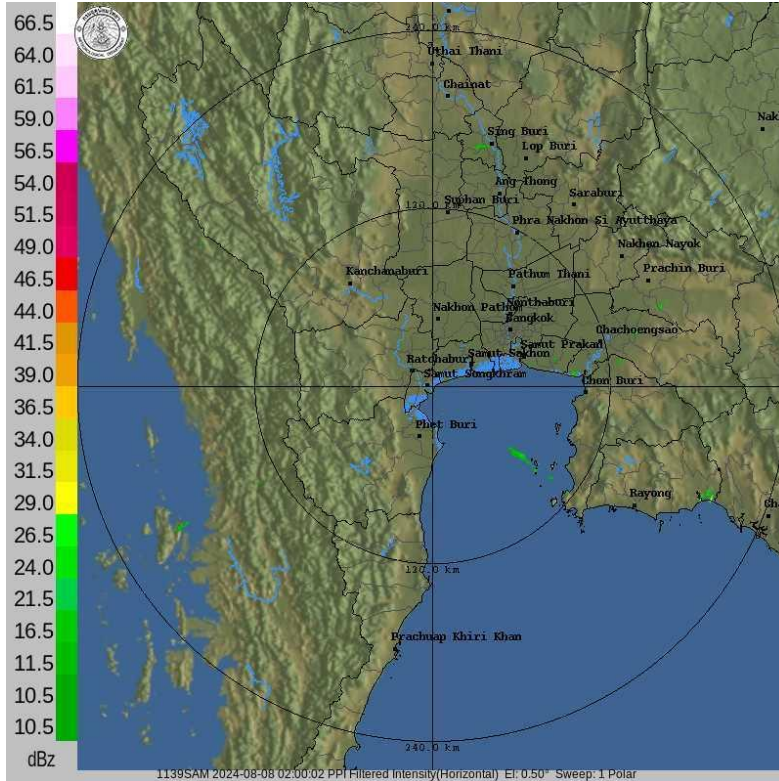 66.5
64.0
61.5
59.0
56.5
54.0
51.5
49.0
46.5
44.0
41.5
39.0
36.5
34.0
31.5
29.0
26.5
24.0
21.5
16.5
11.5
10.5
10.5
dBz
240.0 km
Uthai Thani
Chainat
Nak
Sing Buri
Lop Buri
Ang Thong
Saraburi
Suphan Buri
120.0 km
Phra Nakhon Si Ayutthaya
Nakhon Nayok
Kanchanaburi
Pathum Thani
Prachin Buri
Nonthaburi
Nakhon Pathom
Bangkok
Chachoengsao
Samut Prakan
Samut Sakhon
Ratchaburi
Samut Songkhram
Chon Buri
Phet Buri
Rayong
Cha
120.0 km
Prachuap Khiri Khan
240.0 km
1139SAM 2024-08-08 02:00:02 PPI Filtered Intensity(Horizontal) El: 0.50° Sweep: 1 Polar